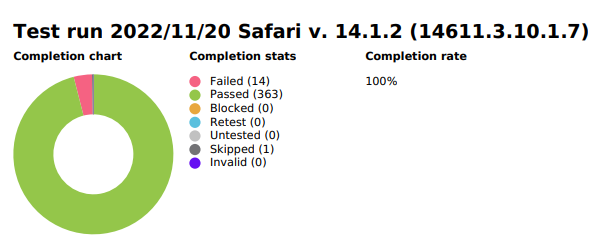 Test run 2022/11/20 Safari v. 14.1.2 (14611.3.10.1.7)
Completion chart
Completion stats
Completion rate
Failed (14)
100%
Passed (363)
Blocked (0)
Retest (0)
Untested (0)
Skipped (1)
Invalid (0)